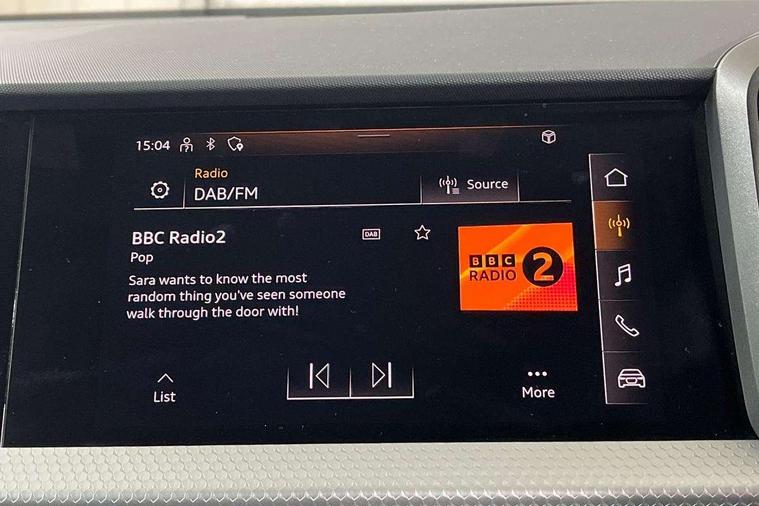 15:04
Radio
DAB/FM
Source
BBC Radio2
DAB
Pop
Sara wants to know the most
random thing you've seen someone
walk through the door with!
BBC
RADIO
2
List
More